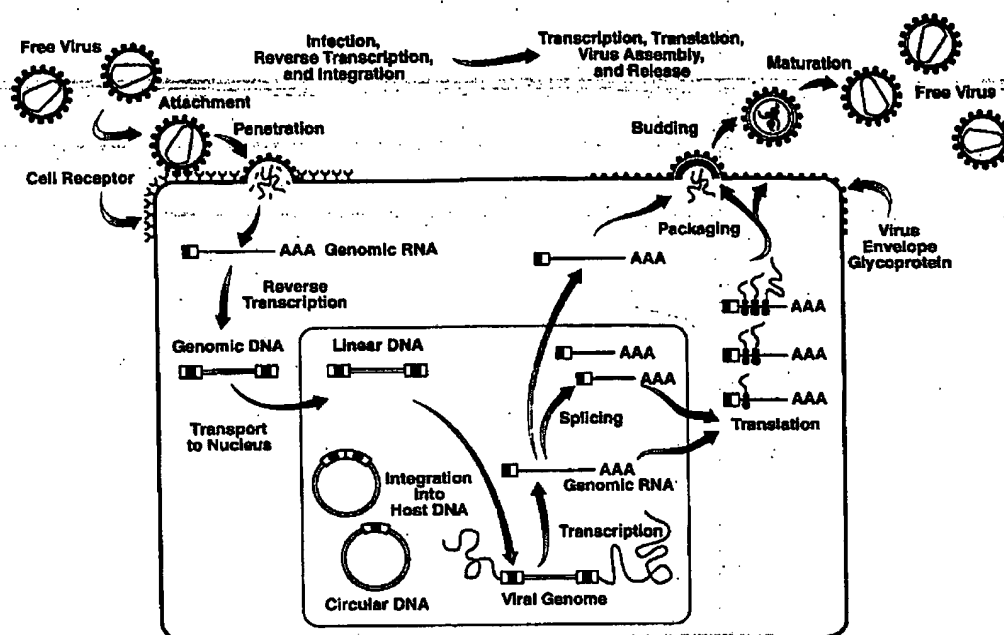 Free Virus
Infection,
Reverse Transcription,
and Integration
Transcription, Translation,
Virus Assembly,
and Release
Maturation
Free Virus
Attachment
Penetration
Budding
Cell Receptor
Packaging
Virus
Envelope
Glycoprotein
AAA Genomic RNA
AAA
Reverse
Transcription
AAA
Genomic DNA
Linear DNA
AAA
AAA
AAA
AAA
Splicing
Translation
Transport
to Nucleus
AAA
Genomic RNA
Integration
into
Host DNA
Transcription
Circular DNA
Viral Genome